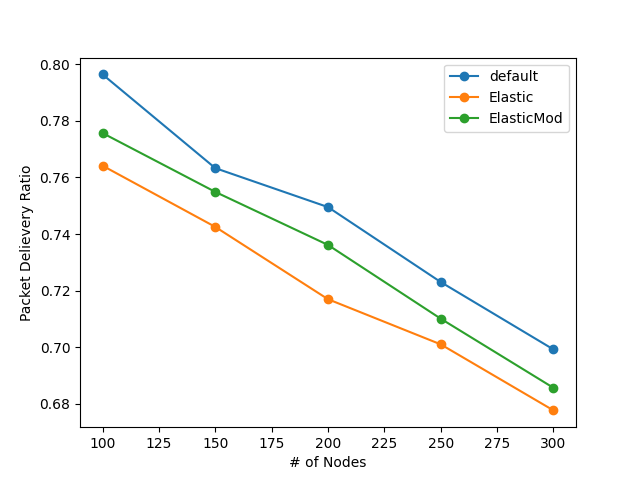 0.80
0.78
0.76
0.74
0.72
0.70
0.68
Packet Delievery Ratio
default
Elastic
ElasticMod
100 125 150 175 200 225 250 275 300
# of Nodes